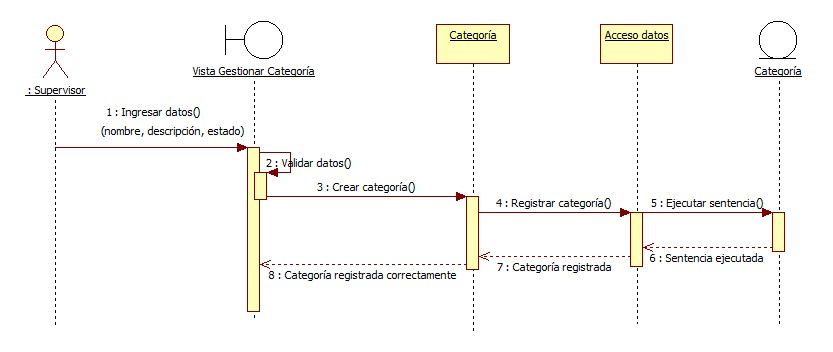 Categoría
Acceso datos
Vista Gestionar Categoría
Categoría
: Supervisor
1 : Ingresar datos()
(nombre, descripción, estado)
2 : Validar datos()
3 : Crear categoría()
4 : Registrar categoría()
5 : Ejecutar sentencia()
6 : Sentencia ejecutada
7 : Categoría registrada
8 : Categoría registrada correctamente